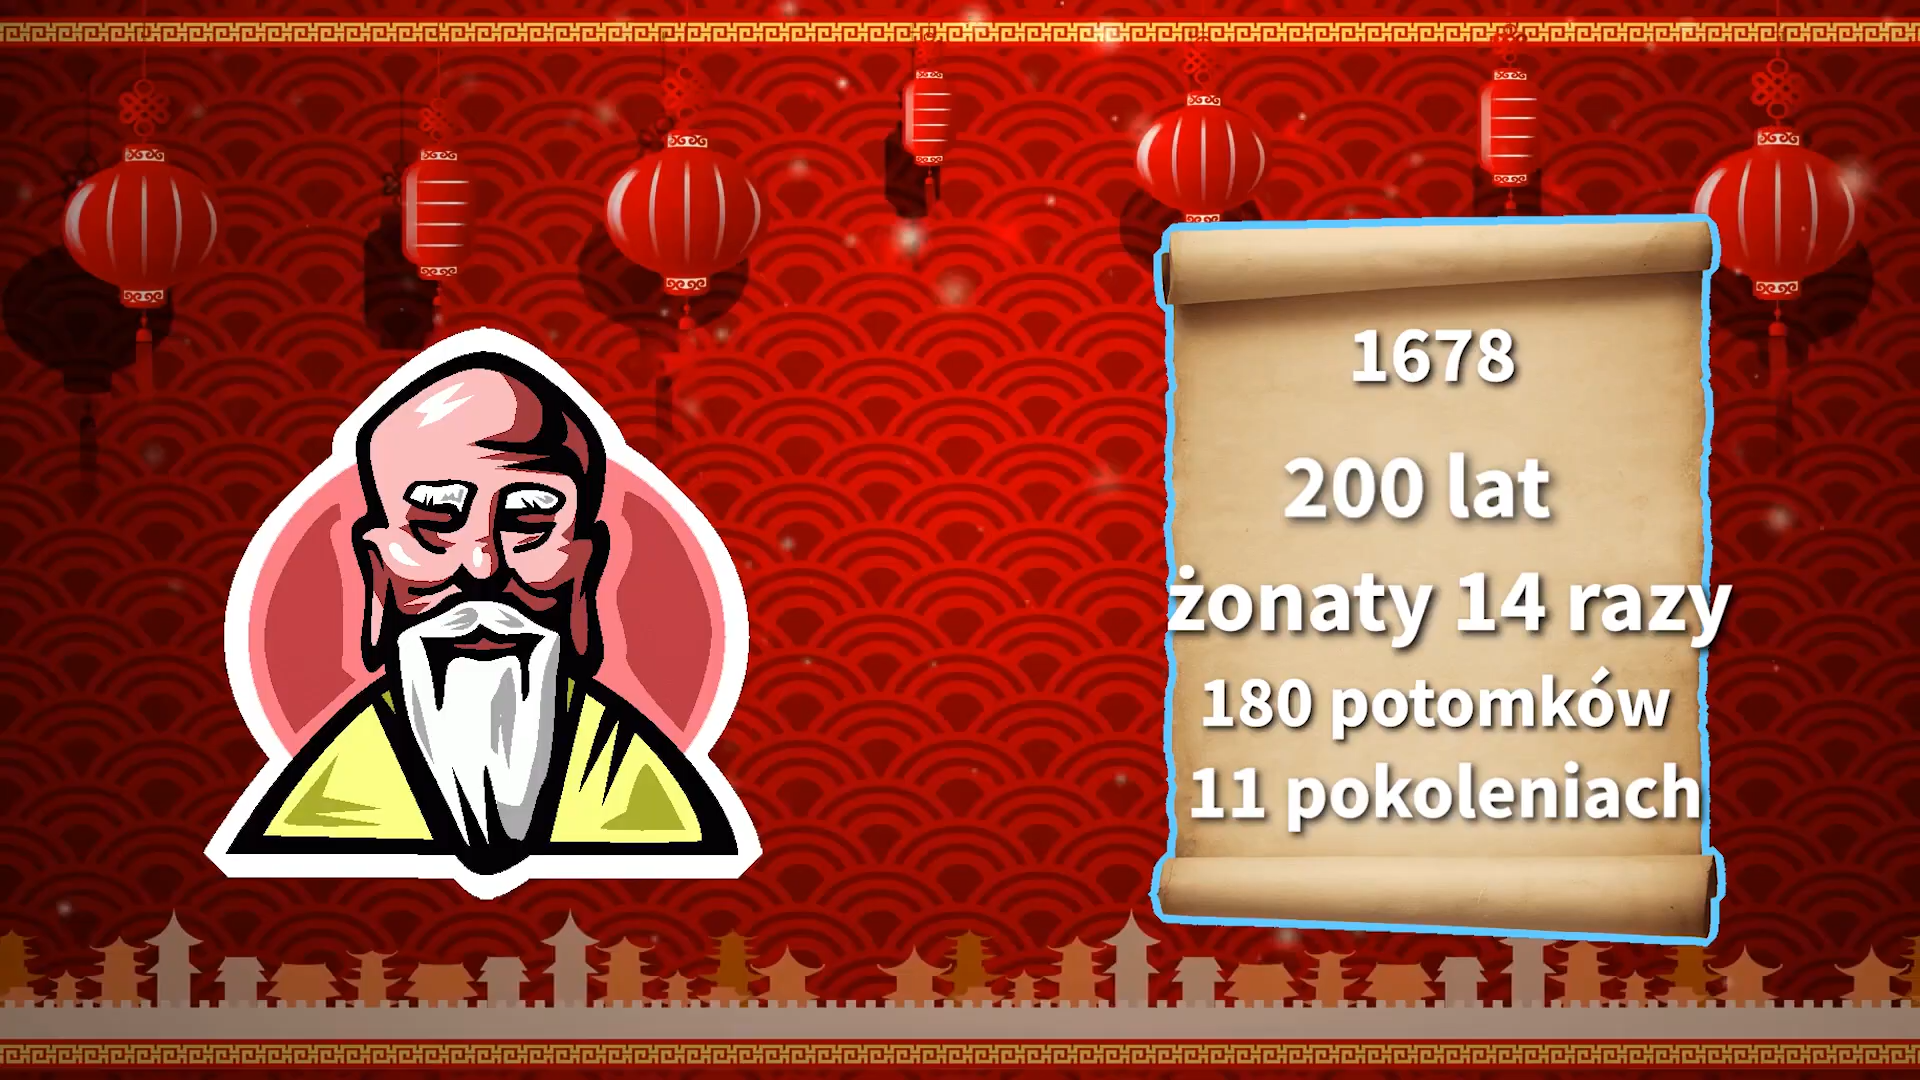 1678
200 lat
żonaty 14 razy
180 potomków
11 pokoleniach